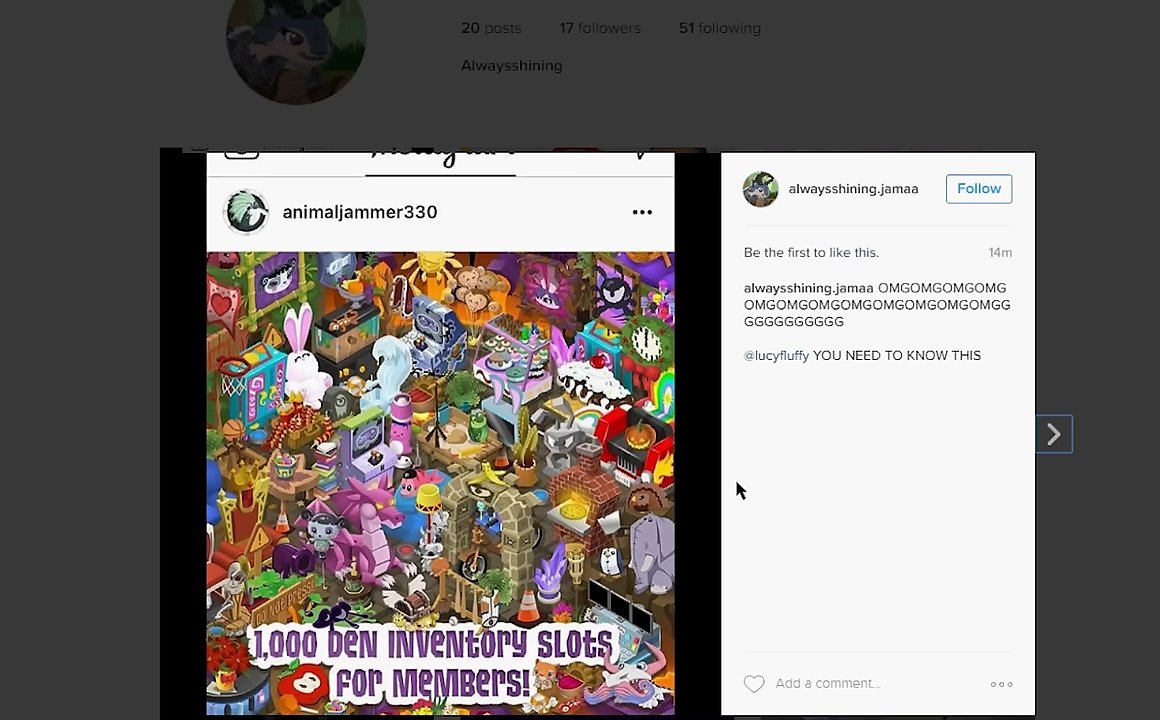 20 posts 17 followers 51 following
Alwaysshining
animaljammer330
1,000 DEN INVENTORY SLOTS
FOR MEMBERS!
alwaysshining.jamaa Follow
Be the first to like this. 14m
alwaysshining.jamaa OMGOMGOMGOMG
OMGOMGOMGOMGOMGOMGOMGOMGG
GGGGGGGGGGG
@lucyfluffy YOU NEED TO KNOW THIS
Add a comment...